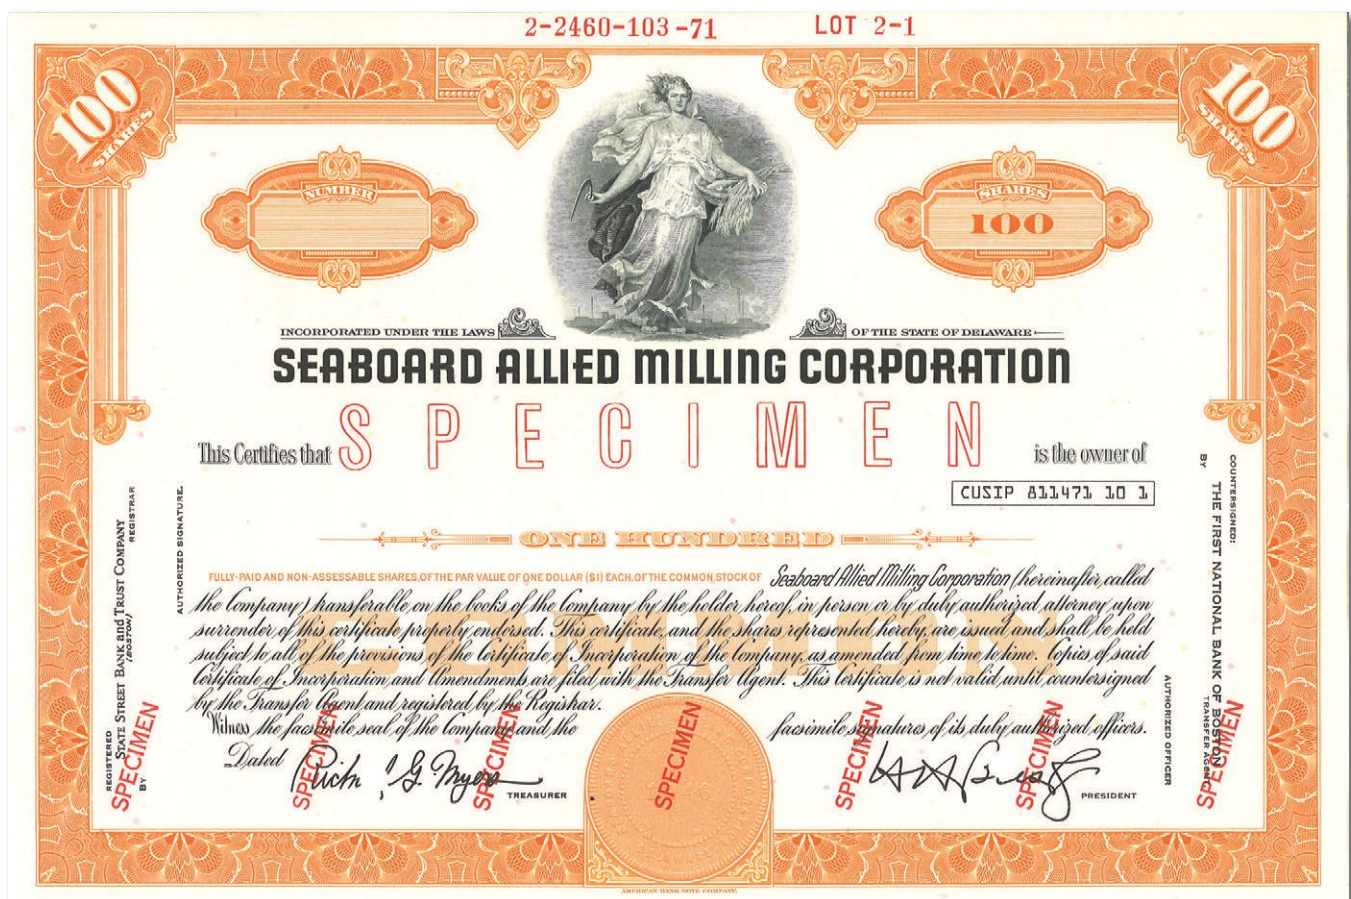 2-2460-103-71 LOT 2-1
100 SHARES
100 SHARES
NUMBER
SHARES
100
INCORPORATED UNDER THE LAWS OF THE STATE OF DELAWARE
SEABOARD ALLIED MILLING CORPORATION
SPECIMEN
This Certifies that is the owner of
CUSIP 811471 10 1
ONE HUNDRED
FULLY-PAID AND NON-ASSESSABLE SHARES, OF THE PAR VALUE OF ONE DOLLAR ($1) EACH, OF THE COMMON STOCK OF Seaboard Allied Milling Corporation (hereinafter called
the Company) transferable on the books of the Company by the holder hereof, in person or by duly authorized attorney upon
surrender of this certificate properly endorsed. This certificate, and the shares represented hereby, are issued and shall be held
subject to all of the provisions of the Certificate of Incorporation of the Company, as amended from time to time. Copies of said
Certificate of Incorporation and Amendments are filed with the Transfer Agent. This Certificate is not valid until countersigned
by the Transfer Agent and registered by the Registrar.
COMMON
Witness the facsimile seal of the Company and the facsimile signatures of its duly authorized officers.
Dated
TREASURER
PRESIDENT
SPECIMEN
SPECIMEN
SPECIMEN
SPECIMEN
SPECIMEN
SPECIMEN
SPECIMEN
REGISTERED
STATE STREET BANK AND TRUST COMPANY
(BOSTON)
REGISTRAR
BY
AUTHORIZED SIGNATURE.
COUNTERSIGNED:
THE FIRST NATIONAL BANK OF BOSTON
TRANSFER AGENT
BY
AUTHORIZED OFFICER
AMERICAN BANK NOTE COMPANY.